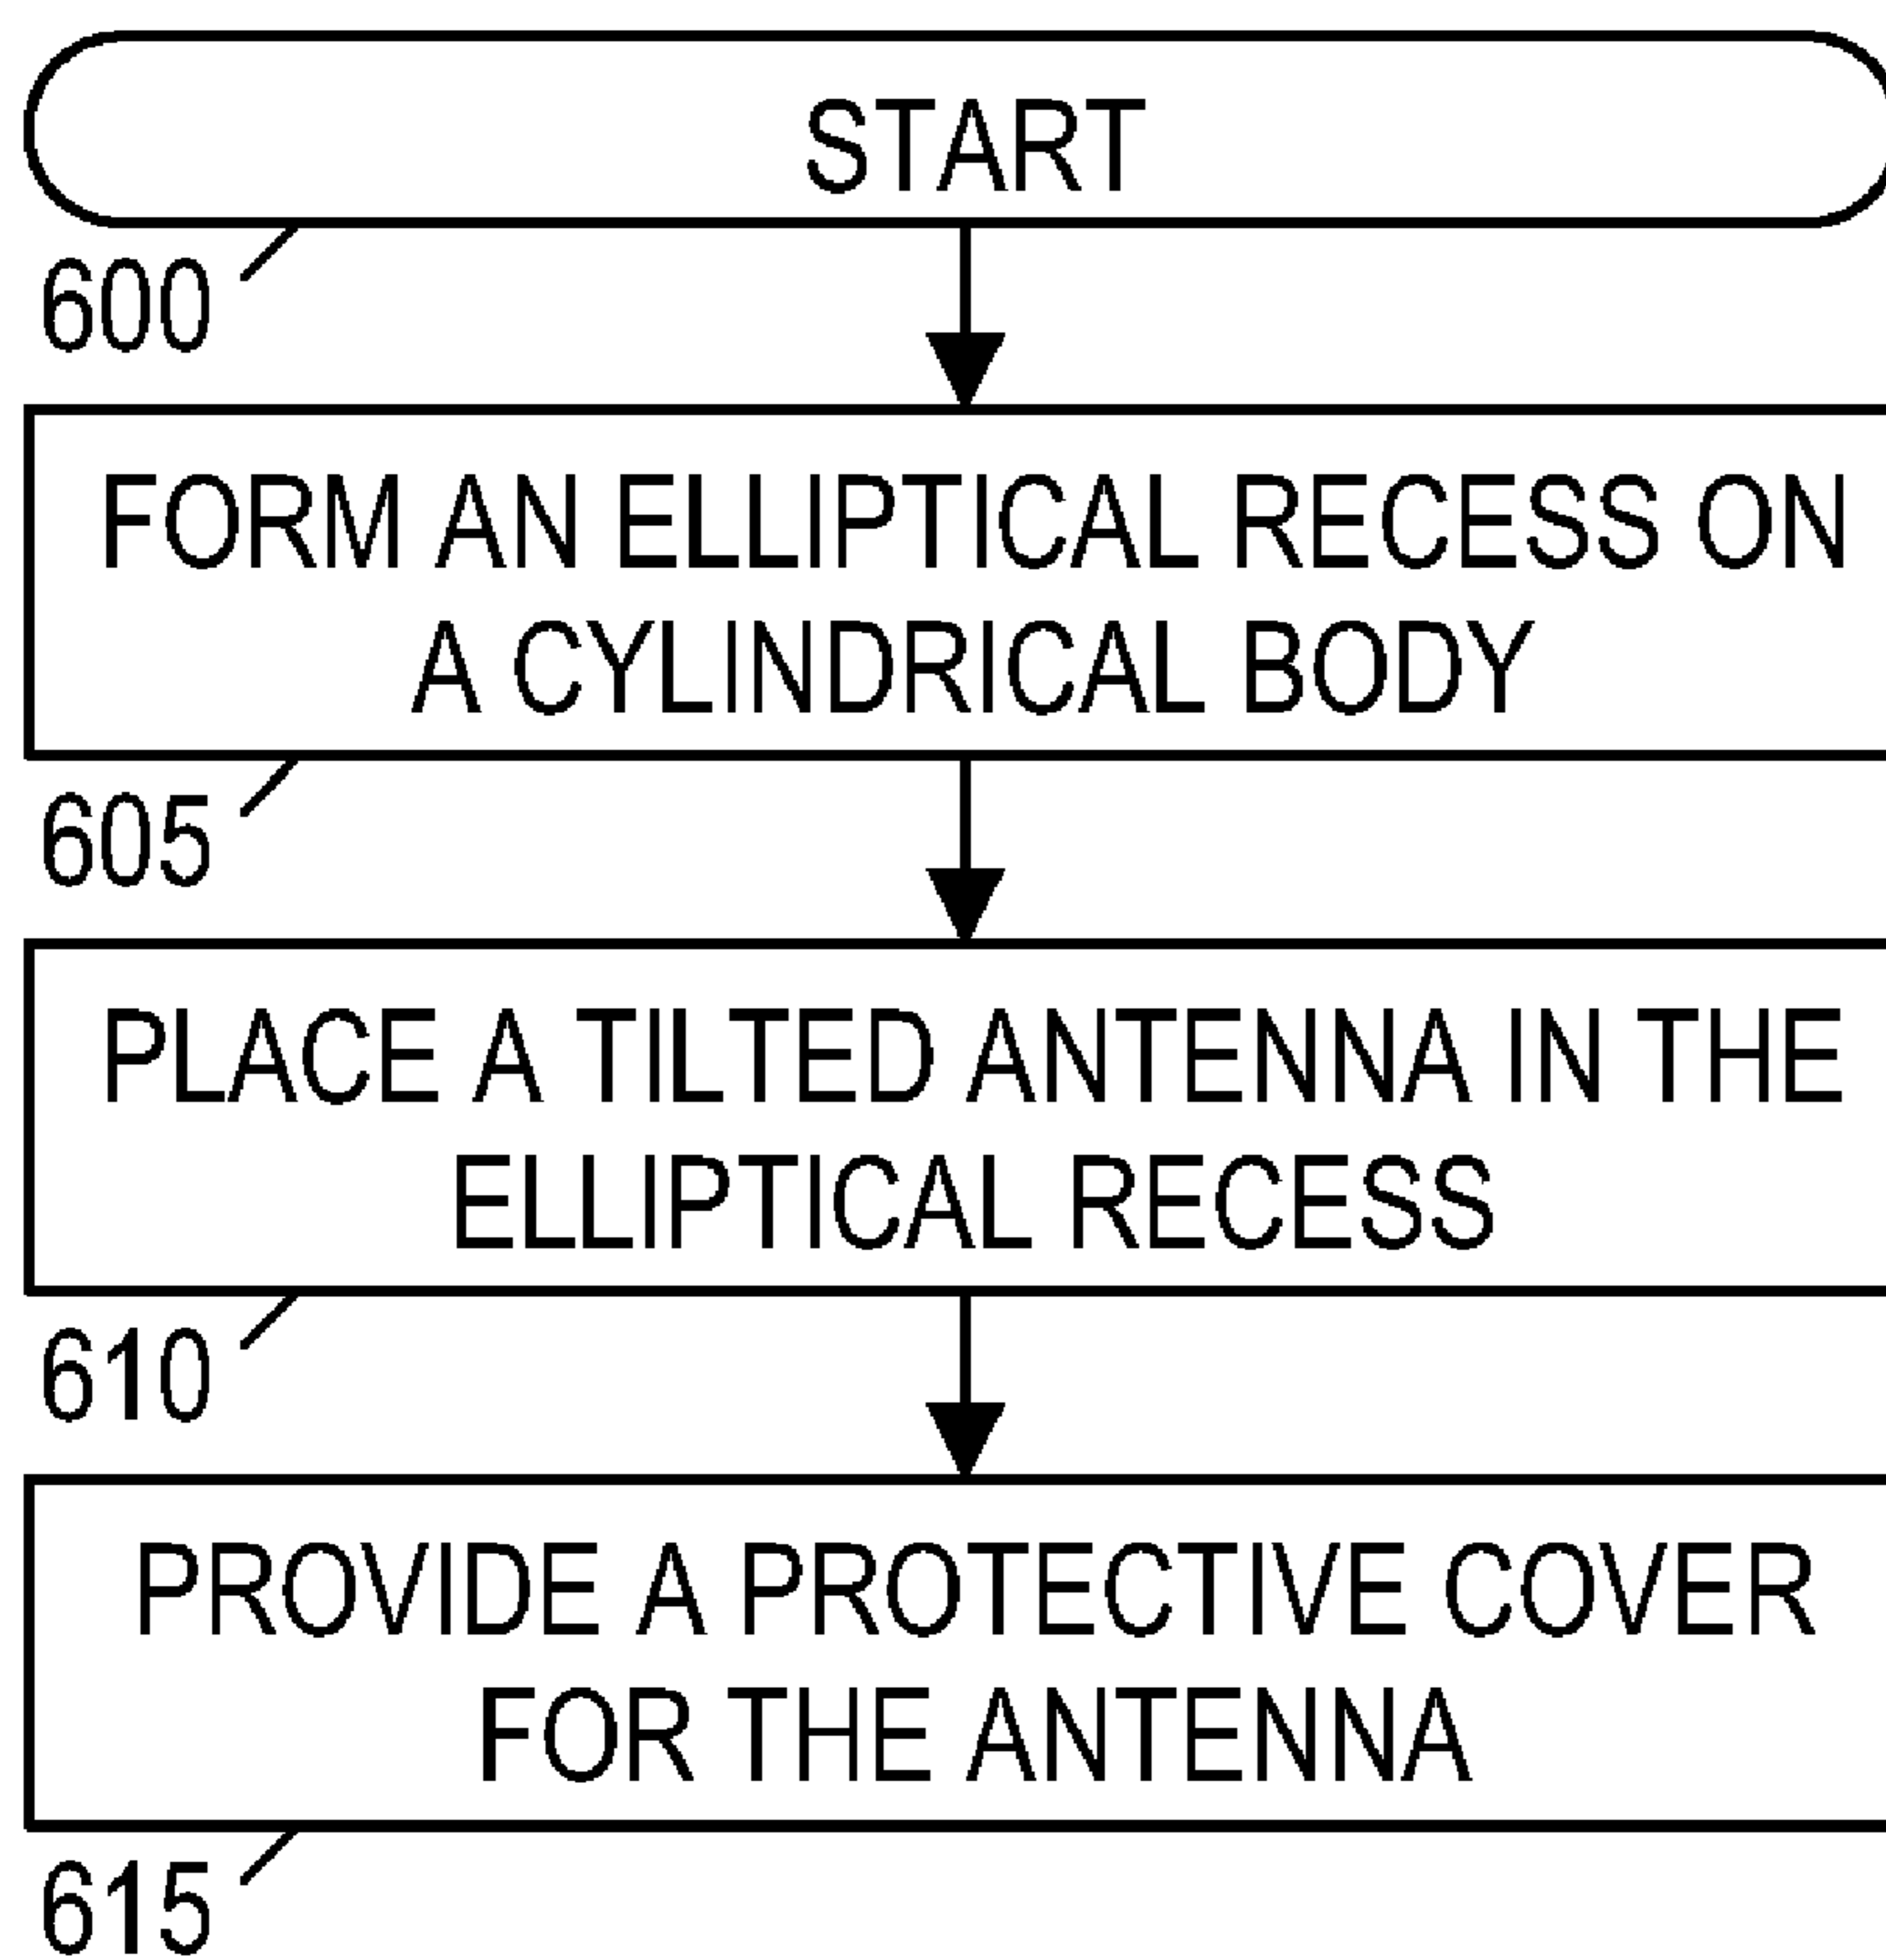 START
600
FORM AN ELLIPTICAL RECESS ON
A CYLINDRICAL BODY
605
PLACE A TILTED ANTENNA IN THE
ELLIPTICAL RECESS
610
PROVIDE A PROTECTIVE COVER
FOR THE ANTENNA
615